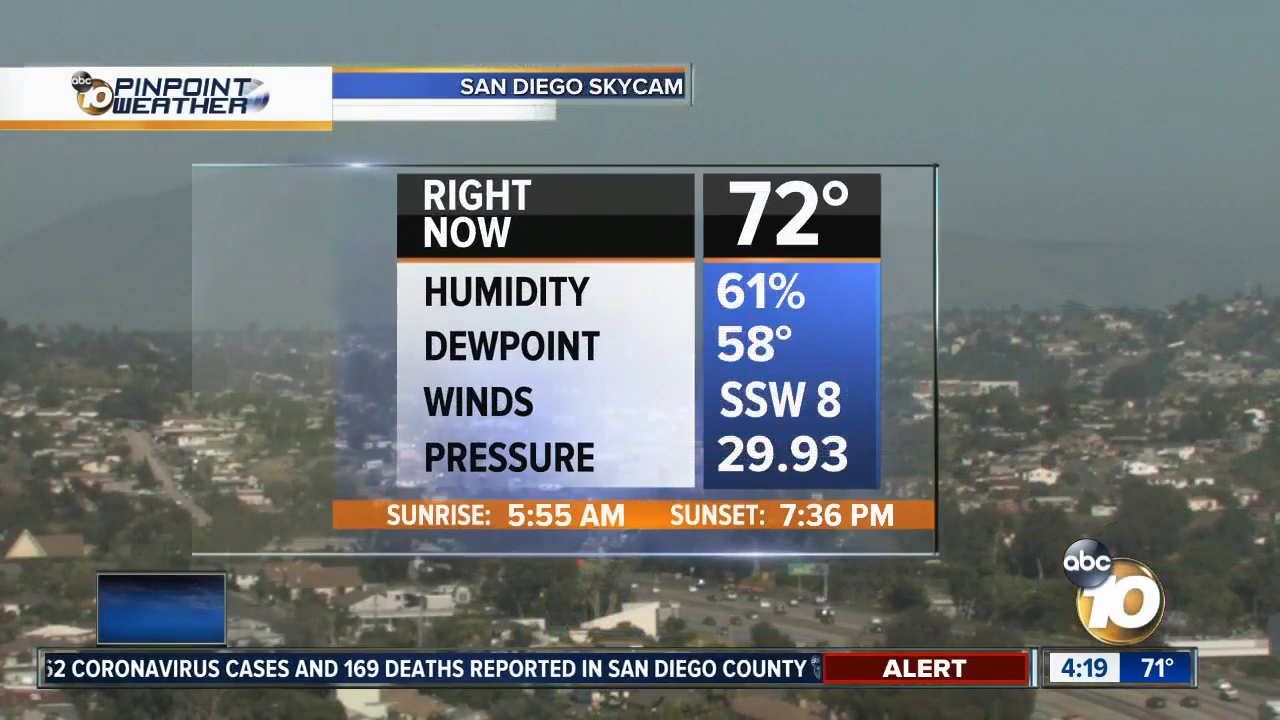 abc 10 PINPOINT WEATHER
SAN DIEGO SKYCAM
RIGHT NOW 72°
HUMIDITY 61%
DEWPOINT 58°
WINDS SSW 8
PRESSURE 29.93
SUNRISE: 5:55 AM SUNSET: 7:36 PM
abc 10
2 CORONAVIRUS CASES AND 169 DEATHS REPORTED IN SAN DIEGO COUNTY
ALERT
4:19 71°